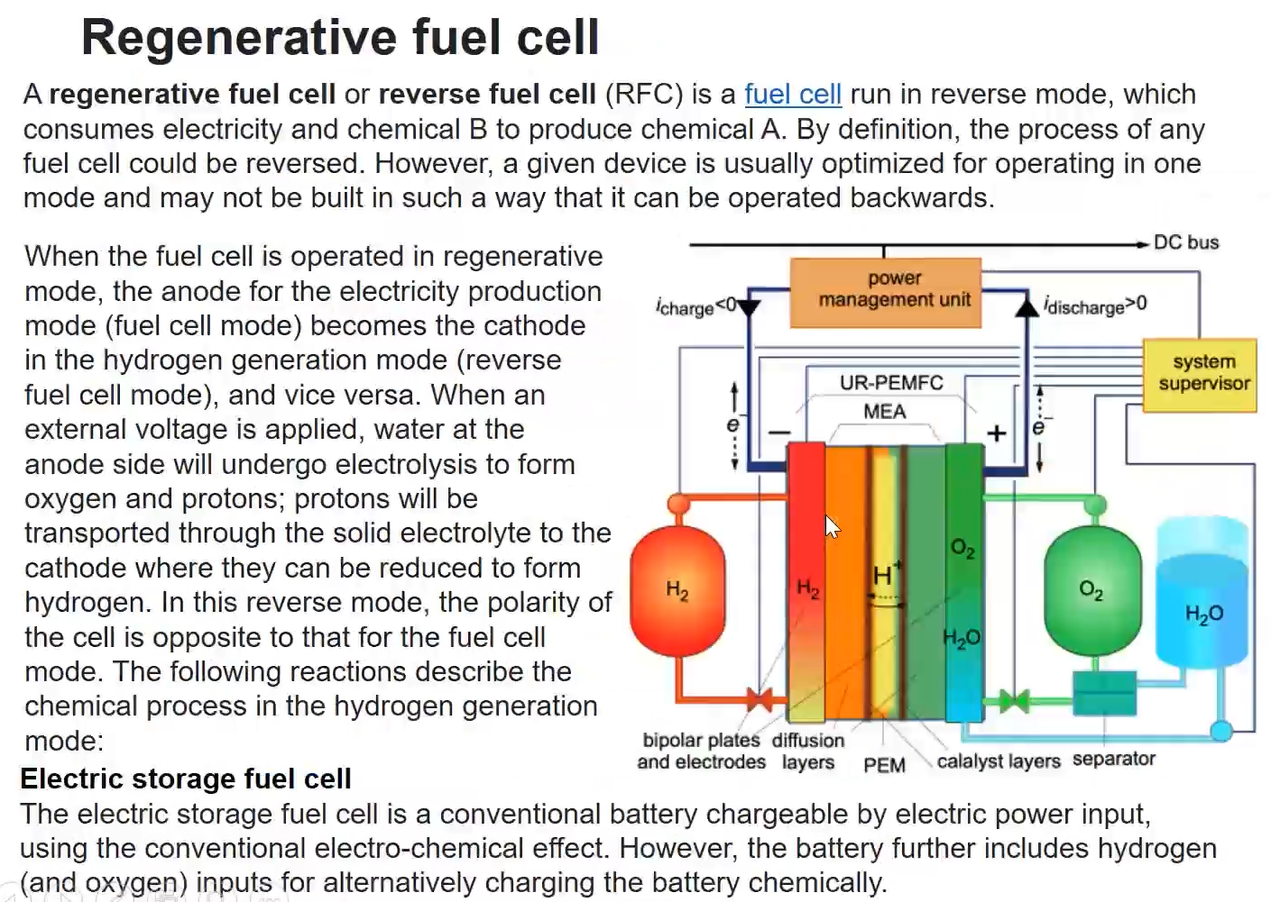 Regenerative fuel cell
A regenerative fuel cell or reverse fuel cell (RFC) is a fuel cell run in reverse mode, which
consumes electricity and chemical B to produce chemical A. By definition, the process of any
fuel cell could be reversed. However, a given device is usually optimized for operating in one
mode and may not be built in such a way that it can be operated backwards.
When the fuel cell is operated in regenerative
mode, the anode for the electricity production
mode (fuel cell mode) becomes the cathode
in the hydrogen generation mode (reverse
fuel cell mode), and vice versa. When an
external voltage is applied, water at the
anode side will undergo electrolysis to form
oxygen and protons; protons will be
transported through the solid electrolyte to the
cathode where they can be reduced to form
hydrogen. In this reverse mode, the polarity of
the cell is opposite to that for the fuel cell
mode. The following reactions describe the
chemical process in the hydrogen generation
mode:
DC bus
power
management unit
i charge<0
i discharge>0
system
supervisor
UR-PEMFC
MEA
e⁻
−
+
e⁻
H₂
H₂
H⁺
O₂
H₂O
O₂
H₂O
bipolar plates
and electrodes
diffusion
layers
PEM
calalyst layers
separator
Electric storage fuel cell
The electric storage fuel cell is a conventional battery chargeable by electric power input,
using the conventional electro-chemical effect. However, the battery further includes hydrogen
(and oxygen) inputs for alternatively charging the battery chemically.